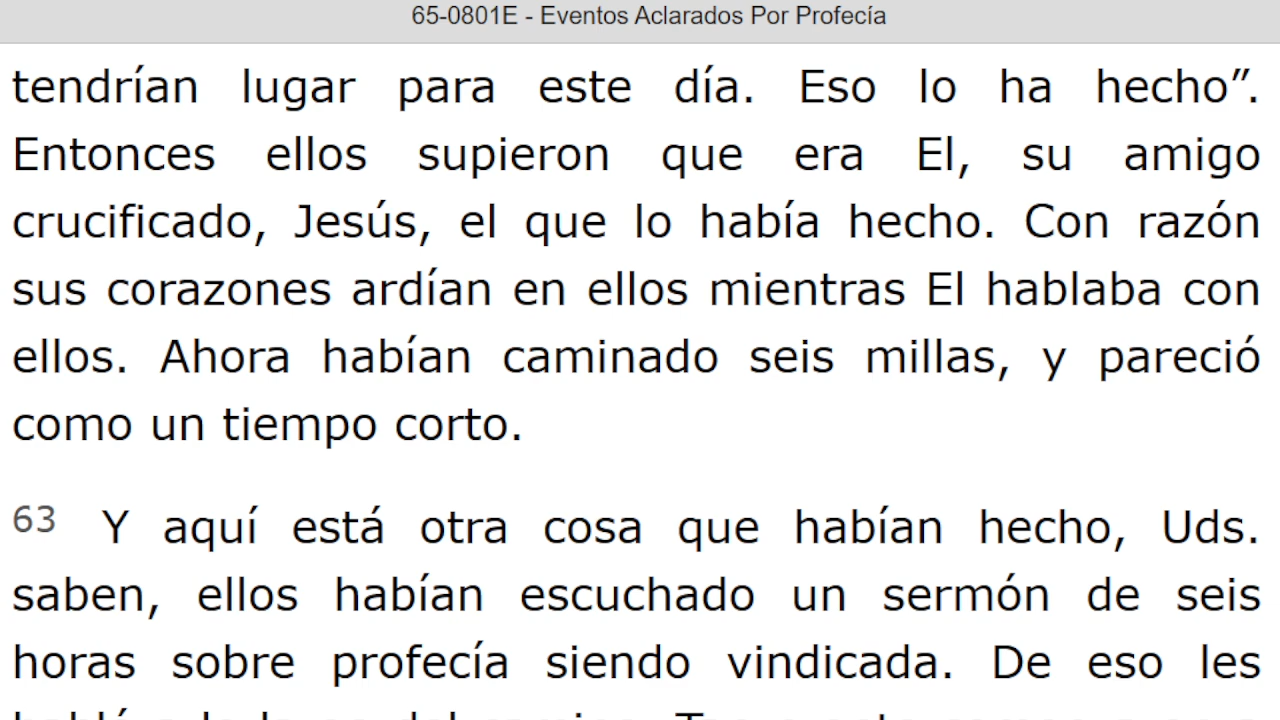 65-0801E - Eventos Aclarados Por Profecía
tendrían lugar para este día. Eso lo ha hecho”.
Entonces ellos supieron que era El, su amigo
crucificado, Jesús, el que lo había hecho. Con razón
sus corazones ardían en ellos mientras El hablaba con
ellos. Ahora habían caminado seis millas, y pareció
como un tiempo corto.
63 Y aquí está otra cosa que habían hecho, Uds.
saben, ellos habían escuchado un sermón de seis
horas sobre profecía siendo vindicada. De eso les